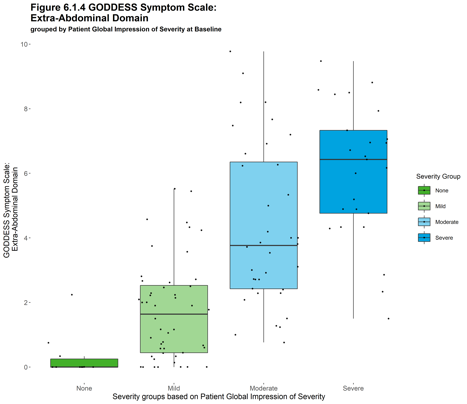 Figure 6.1.4 GODDESS Symptom Scale:
Extra-Abdominal Domain
grouped by Patient Global Impression of Severity at Baseline
10
8
6
4
2
0
GODDESS Symptom Scale:
Extra-Abdominal Domain
None
Mild
Moderate
Severe
Severity groups based on Patient Global Impression of Severity
Severity Group
None
Mild
Moderate
Severe